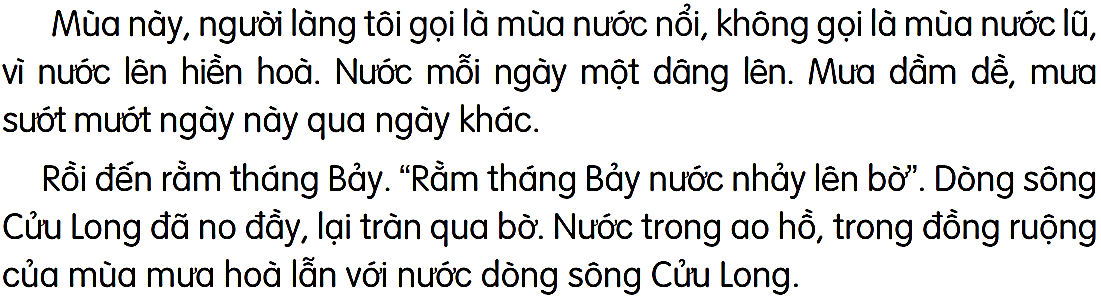 Mùa này, người làng tôi gọi là mùa nước nổi, không gọi là mùa nước lũ,
vì nước lên hiền hoà. Nước mỗi ngày một dâng lên. Mưa dầm dề, mưa
sướt mướt ngày này qua ngày khác.
Rồi đến rằm tháng Bảy. “Rằm tháng Bảy nước nhảy lên bờ”. Dòng sông
Cửu Long đã no đầy, lại tràn qua bờ. Nước trong ao hồ, trong đồng ruộng
của mùa mưa hoà lẫn với nước dòng sông Cửu Long.